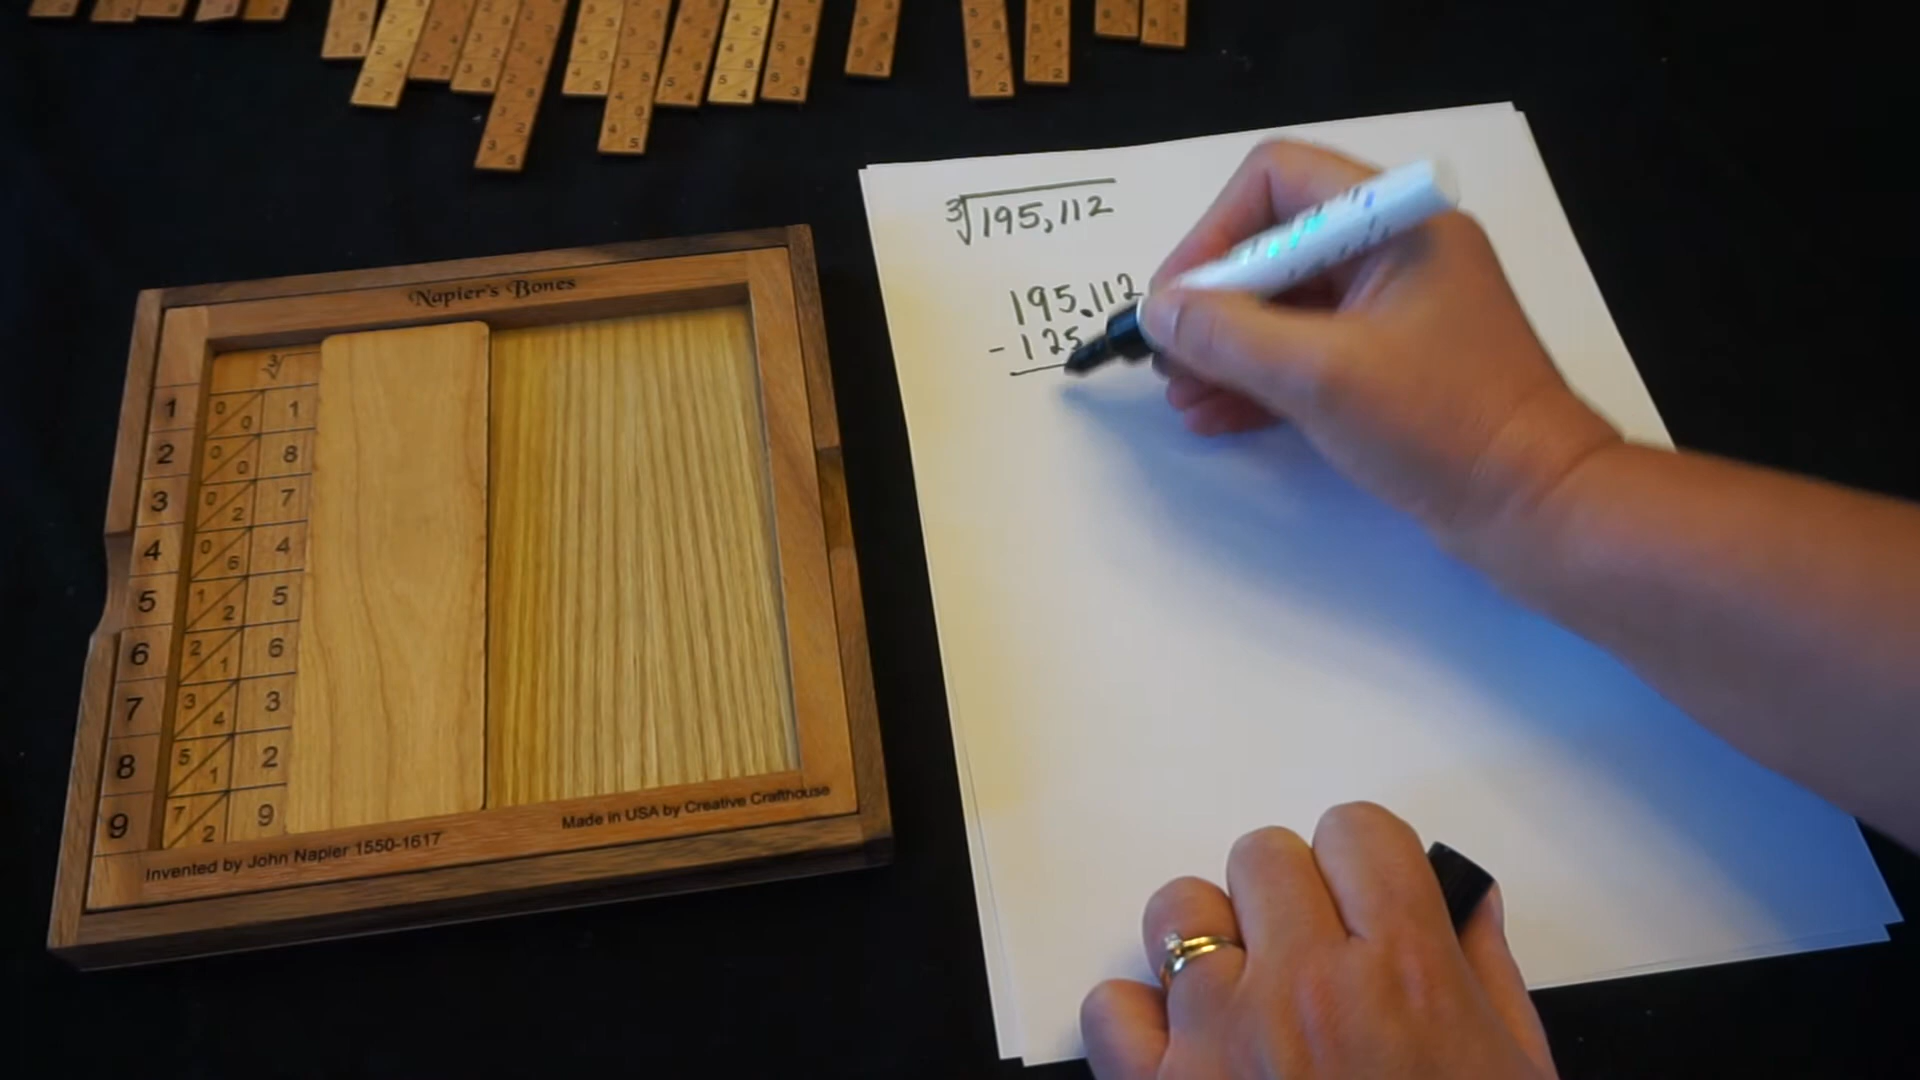 Napier's Bones
∛
1 0 0 1
2 0 0 8
3 0 2 7
4 0 6 4
5 1 2 5
6 2 1 6
7 3 4 3
8 5 1 2
9 7 2 9
Invented by John Napier 1550-1617
Made in USA by Creative Crafthouse
∛195,112
195.112
- 125